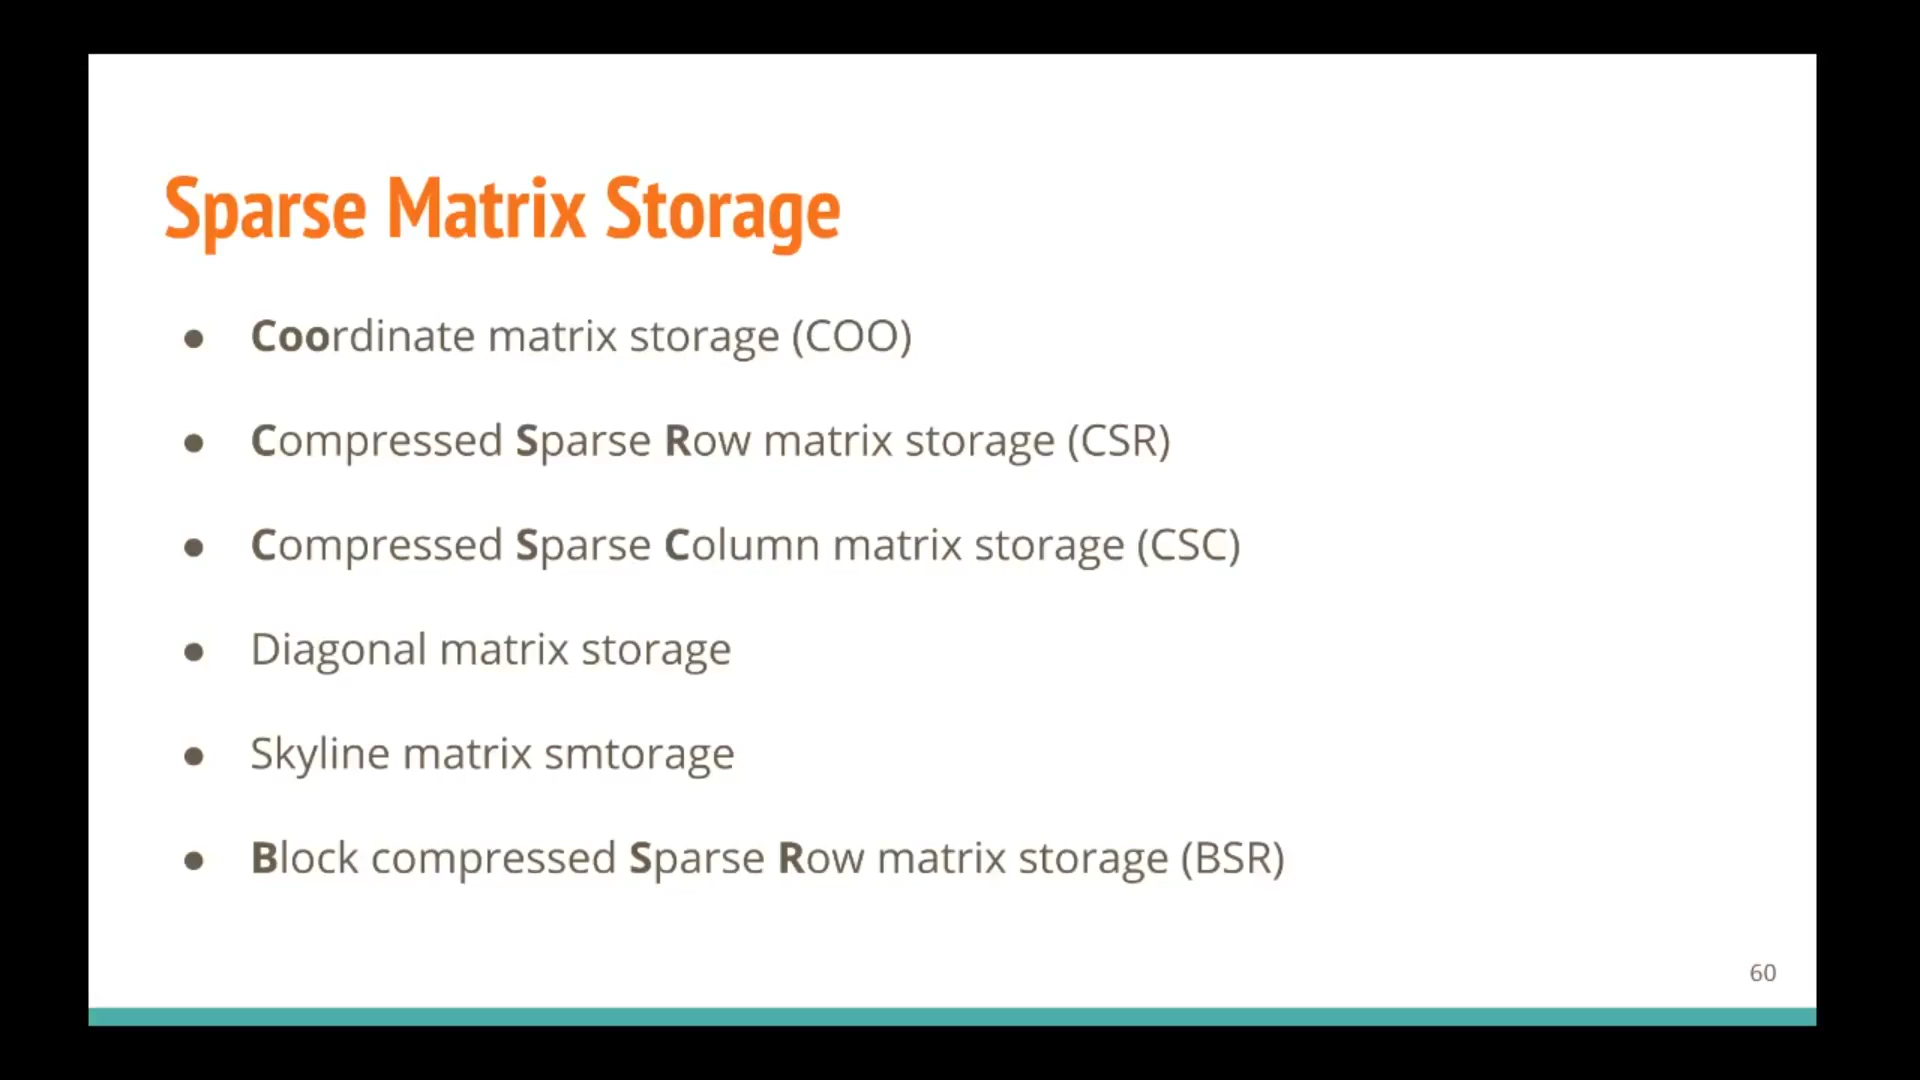 Sparse Matrix Storage
● Coordinate matrix storage (COO)
● Compressed Sparse Row matrix storage (CSR)
● Compressed Sparse Column matrix storage (CSC)
● Diagonal matrix storage
● Skyline matrix smtorage
● Block compressed Sparse Row matrix storage (BSR)
60